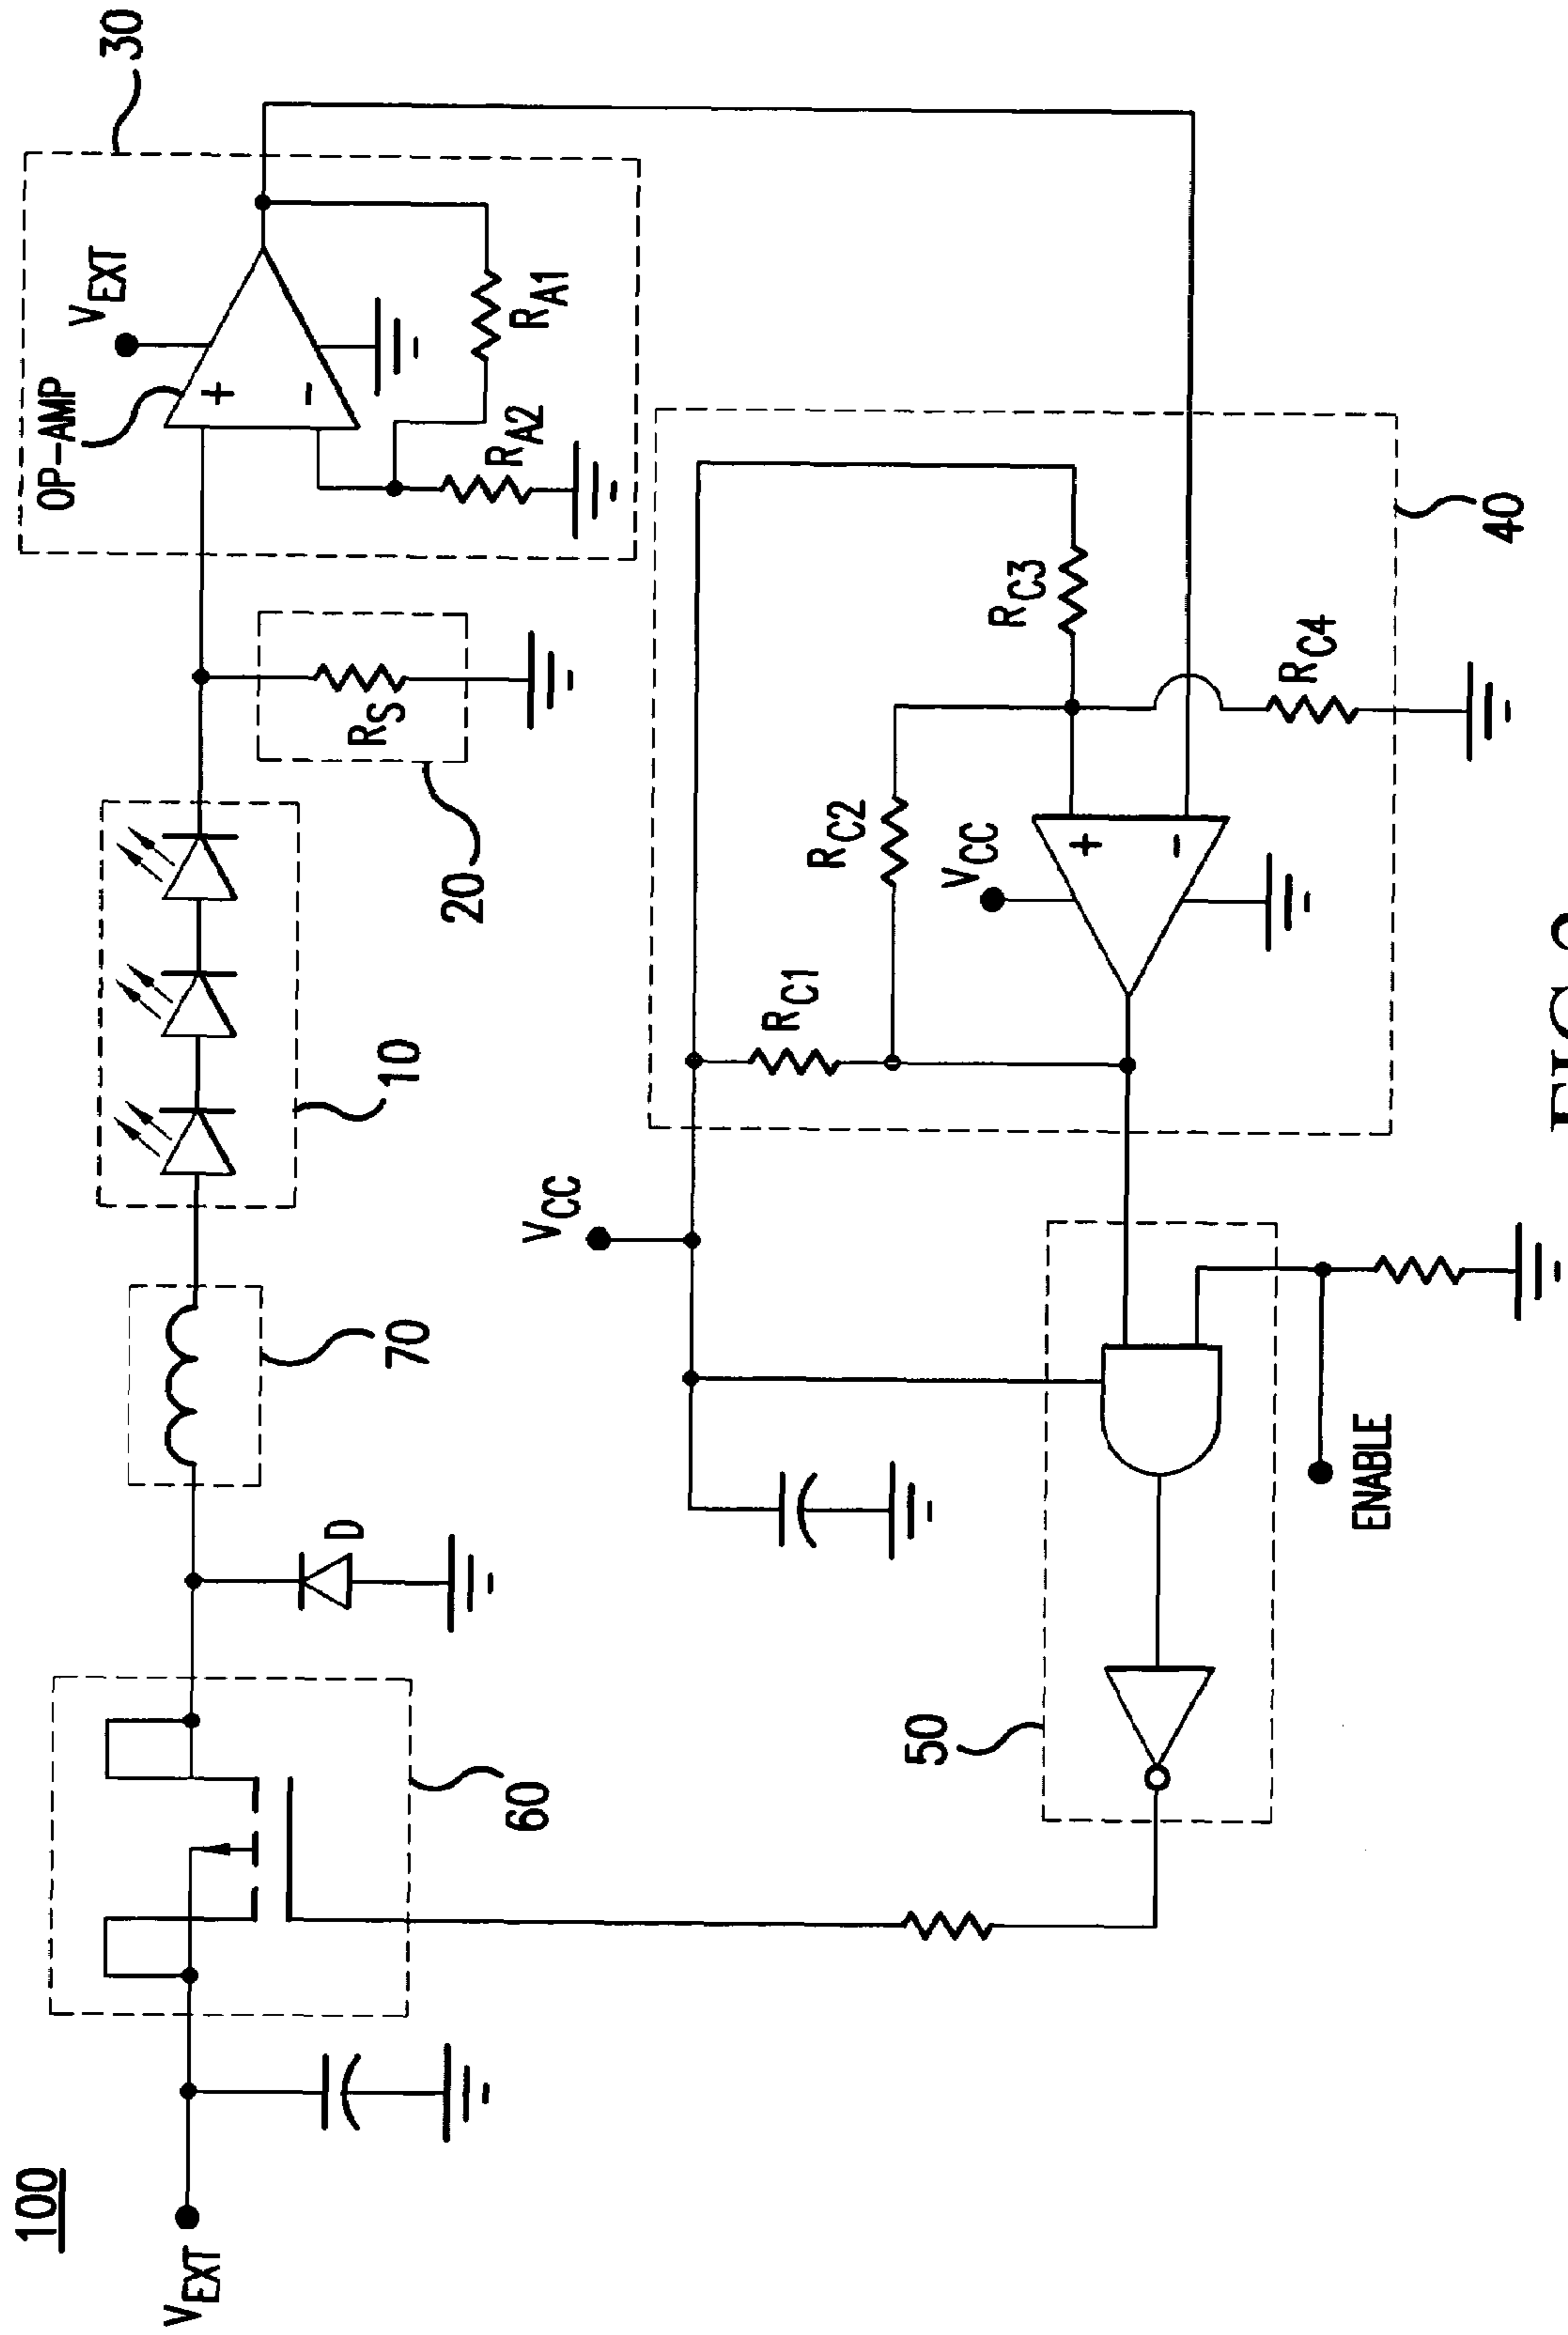 100
V_EXT
60
D
70
10
R_S
20
OP-AMP
V_EXT
+
-
R_A1
R_A2
30
50
ENABLE
V_CC
R_C1
R_C2
V_CC
+
-
R_C3
R_C4
40